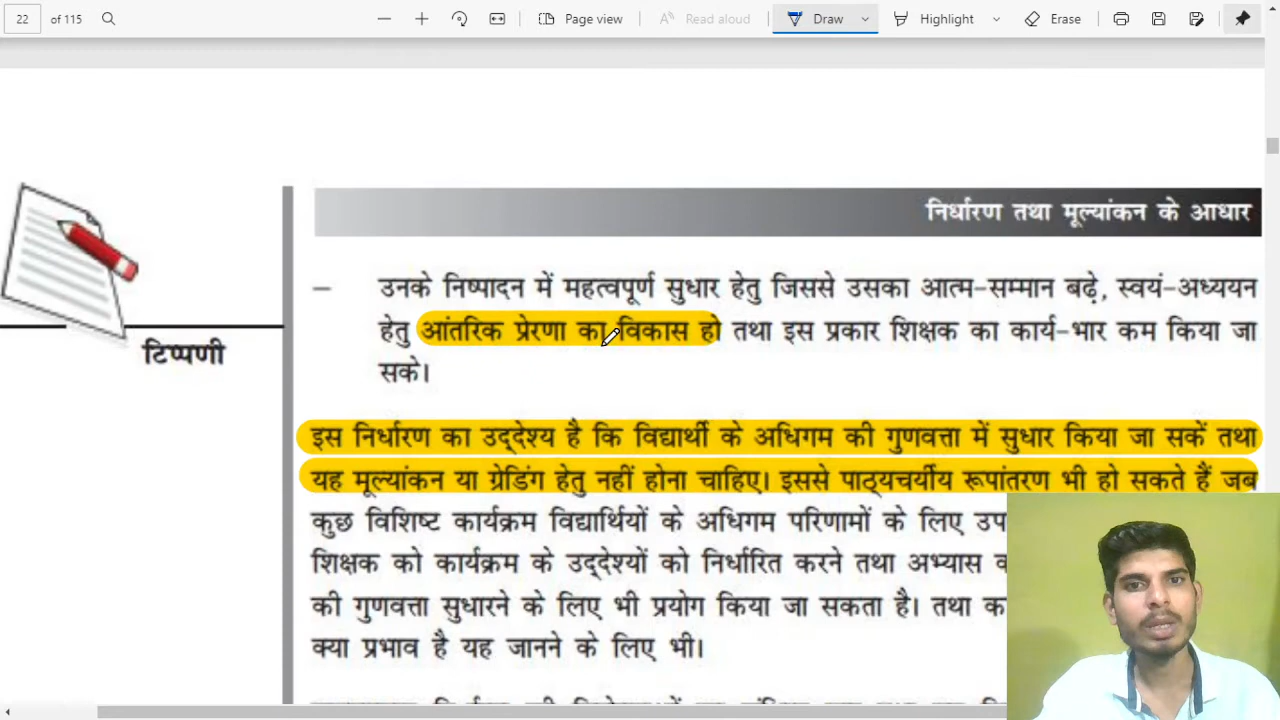 22 of 115 Page view Read aloud Draw Highlight Erase
निर्धारण तथा मूल्यांकन के आधार
– उनके निष्पादन में महत्वपूर्ण सुधार हेतु जिससे उसका आत्म-सम्मान बढ़े, स्वयं-अध्ययन
हेतु आंतरिक प्रेरणा का विकास हो तथा इस प्रकार शिक्षक का कार्य-भार कम किया जा
सके।
टिप्पणी
इस निर्धारण का उद्देश्य है कि विद्यार्थी के अधिगम की गुणवत्ता में सुधार किया जा सकें तथा
यह मूल्यांकन या ग्रेडिंग हेतु नहीं होना चाहिए। इससे पाठ्यचर्यीय रूपांतरण भी हो सकते हैं जब
कुछ विशिष्ट कार्यक्रम विद्यार्थियों के अधिगम परिणामों के लिए
शिक्षक को कार्यक्रम के उद्देश्यों को निर्धारित करने तथा अभ्यास
की गुणवत्ता सुधारने के लिए भी प्रयोग किया जा सकता है। तथा
क्या प्रभाव है यह जानने के लिए भी।